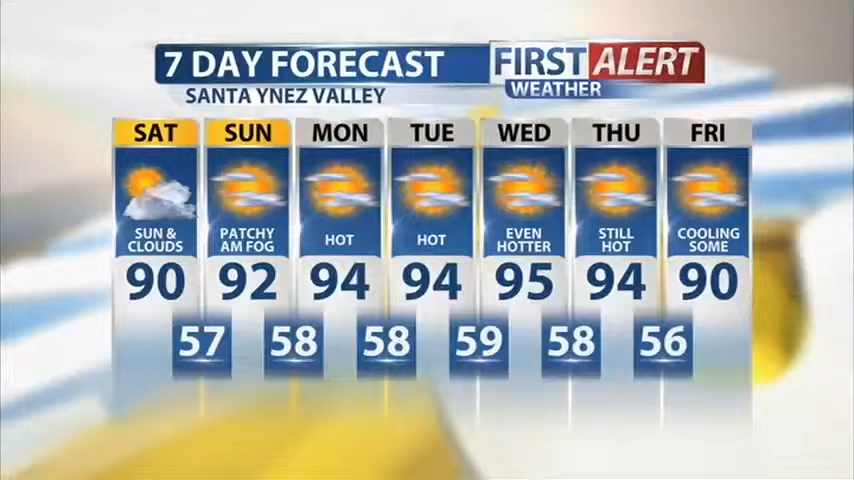 7 DAY FORECAST
FIRST ALERT
WEATHER
SANTA YNEZ VALLEY
SAT SUN MON TUE WED THU FRI
SUN & CLOUDS
PATCHY AM FOG
HOT
HOT
EVEN HOTTER
STILL HOT
COOLING SOME
90 92 94 94 95 94 90
57 58 58 59 58 56